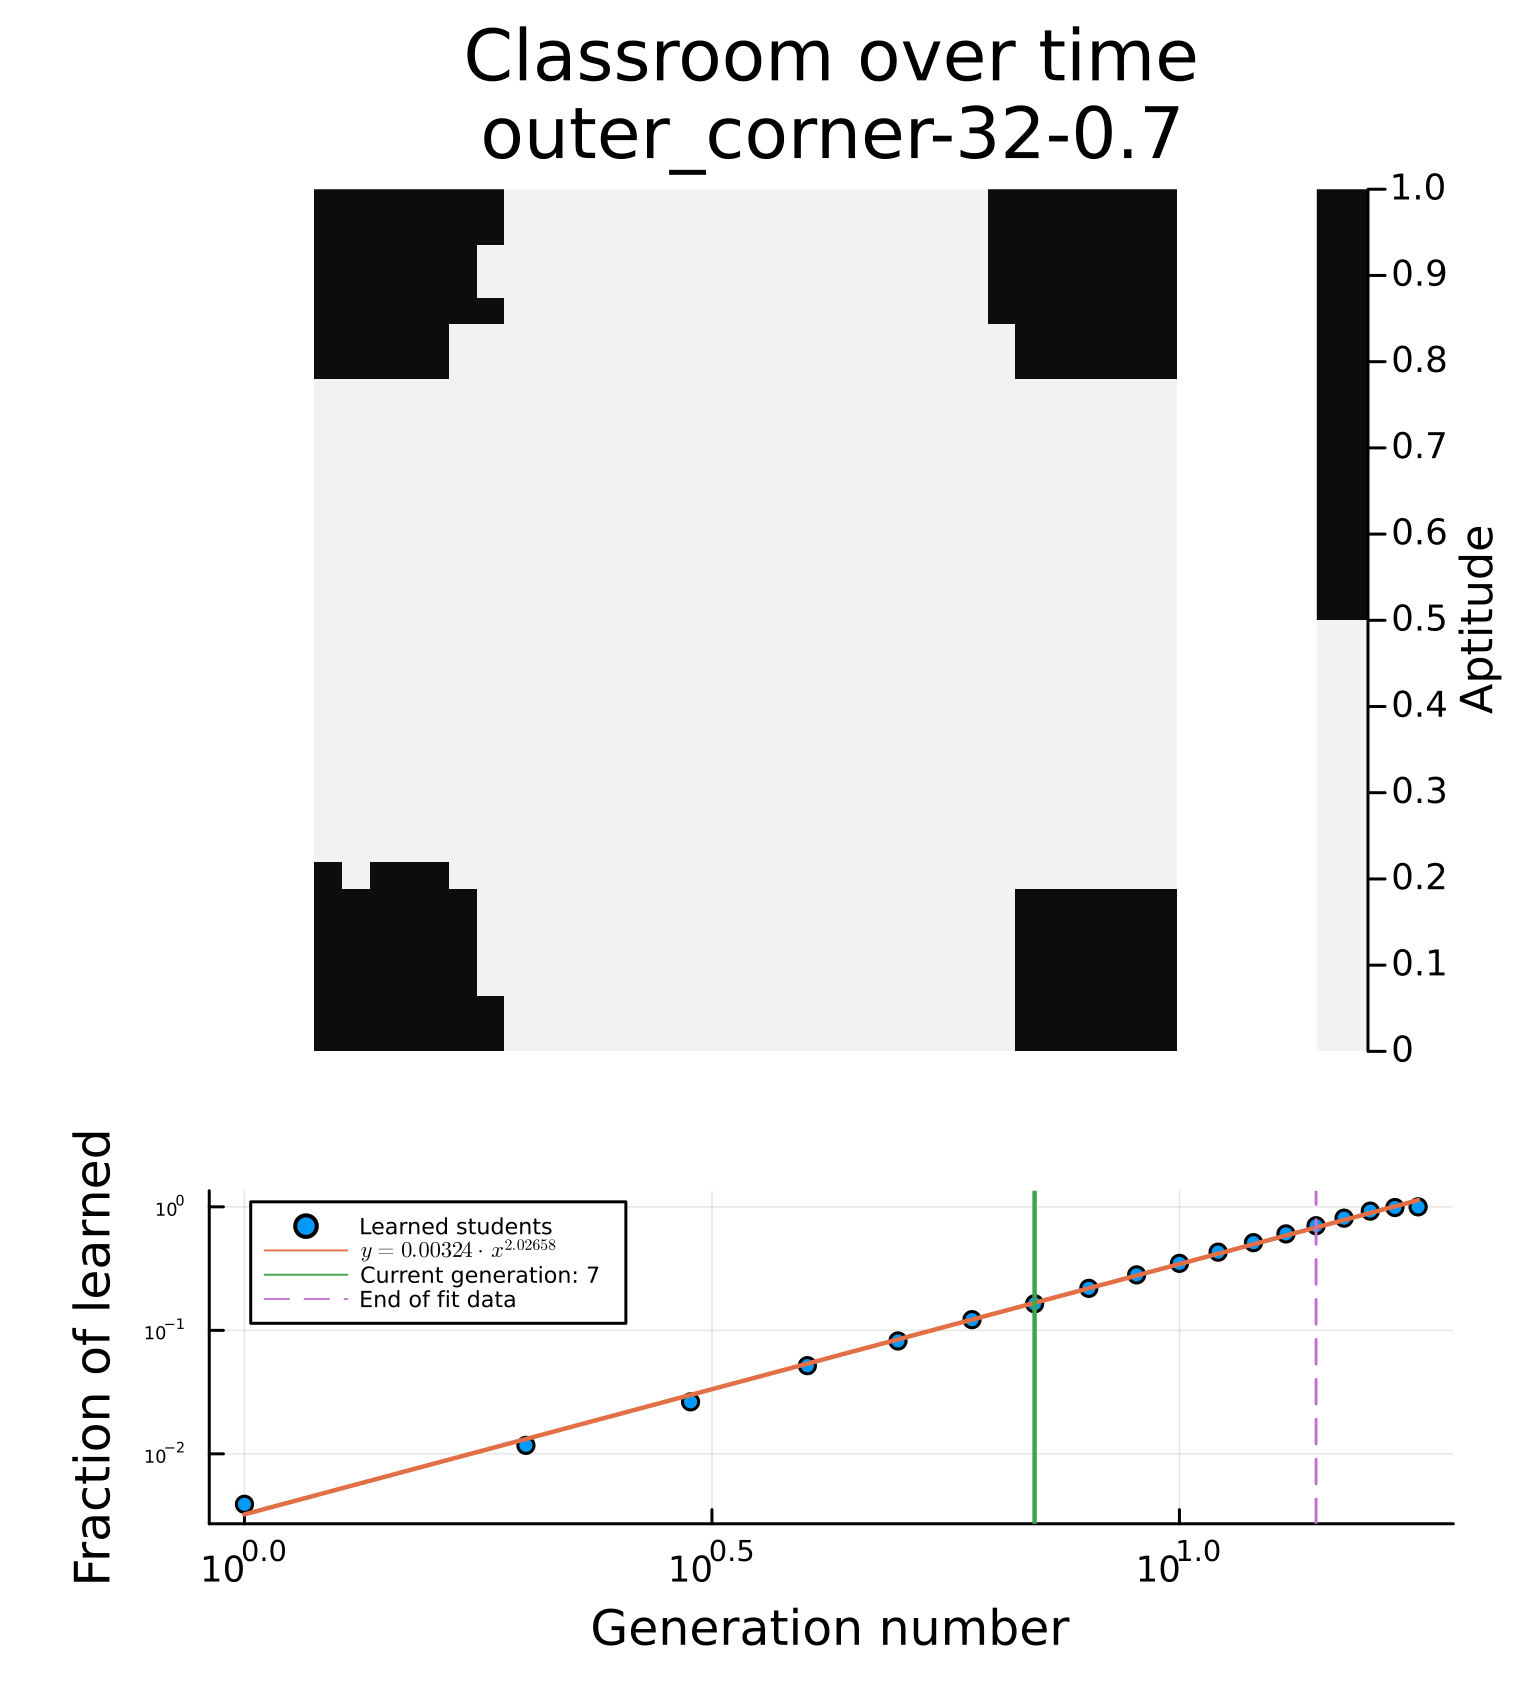 Classroom over time
outer_corner-32-0.7
1.0
0.9
0.8
0.7
0.6
0.5
0.4
0.3
0.2
0.1
0
Aptitude
Fraction of learned
10⁰
10⁻¹
10⁻²
Learned students
y = 0.00324 · x^2.02658
Current generation: 7
End of fit data
10^0.0
10^0.5
10^1.0
Generation number